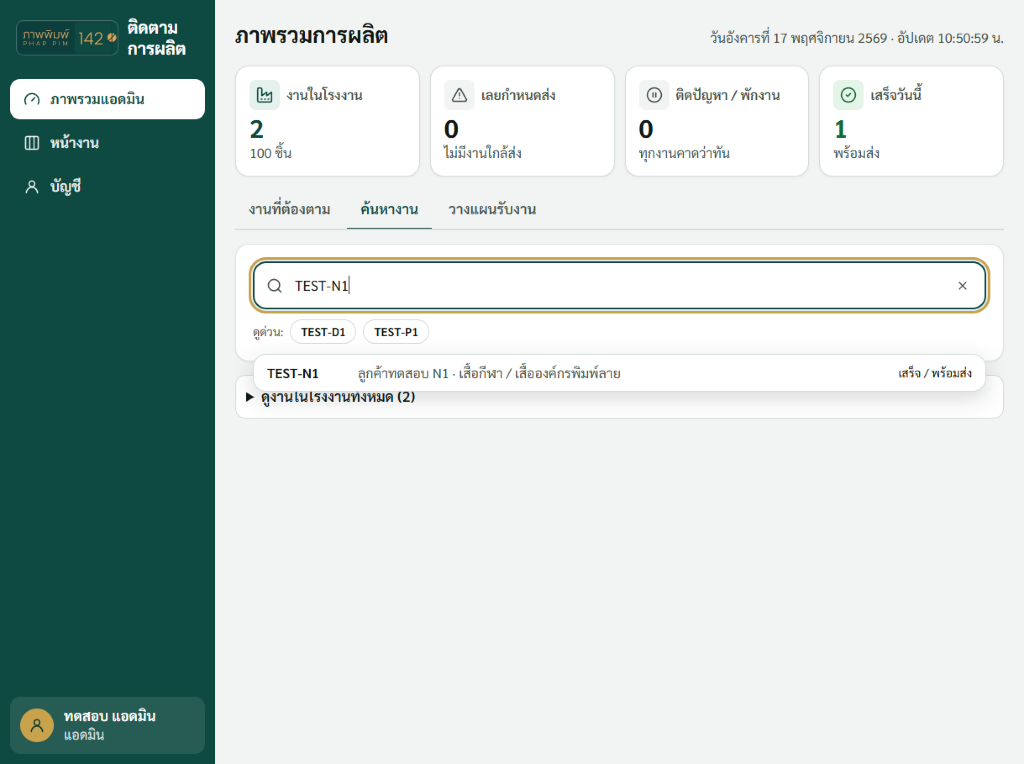 ภาพพิมพ์ 142
PHAP PIM
ติดตาม
การผลิต
ภาพรวมแอดมิน
หน้างาน
บัญชี
ทดสอบ แอดมิน
แอดมิน
ภาพรวมการผลิต
วันอังคารที่ 17 พฤศจิกายน 2569 · อัปเดต 10:50:59 น.
งานในโรงงาน
2
100 ชิ้น
เลยกำหนดส่ง
0
ไม่มีงานใกล้ส่ง
ติดปัญหา / พักงาน
0
ทุกงานคาดว่าทัน
เสร็จวันนี้
1
พร้อมส่ง
งานที่ต้องตาม ค้นหางาน วางแผนรับงาน
TEST-N1
ดูด่วน: TEST-D1 TEST-P1
TEST-N1 ลูกค้าทดสอบ N1 · เสื้อกีฬา / เสื้อองค์กรพิมพ์ลาย เสร็จ / พร้อมส่ง
ดูงานในโรงงานทั้งหมด (2)